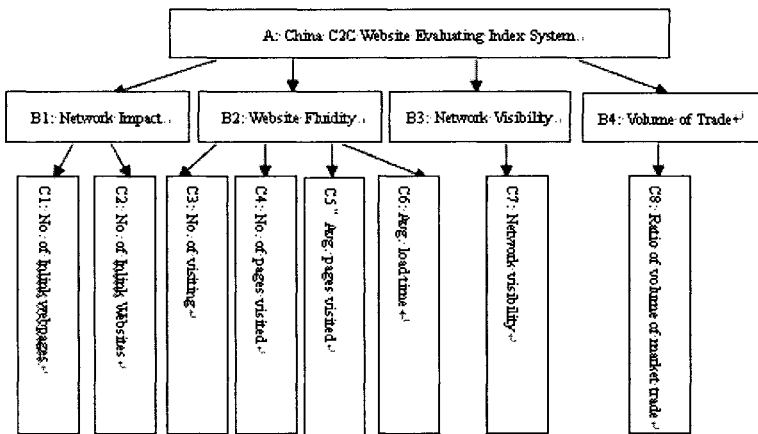 A: China C2C Website Evaluating Index System
B1: Network Impact
B2: Website Fluidity
B3: Network Visibility
B4: Volume of Trade
C1: No. of Inlink webpages
C2: No. of Inlink Websites
C3: No. of visiting
C4: No. of pages visited
C5" Avg. pages visited
C6: Avg. load time
C7: Network visibility
C8: Ratio of volume of market trade